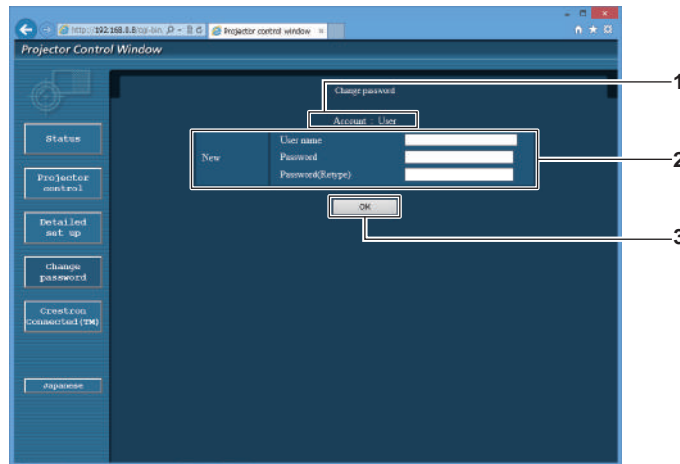 http://192.168.8.8/cgi-bin
Projector control window
Projector Control Window
Change password
1
Account : User
Status
New
User name
Password
Password(Retype)
2
Projector control
OK
3
Detailed set up
Change password
Crestron Connected(TM)
Japanese